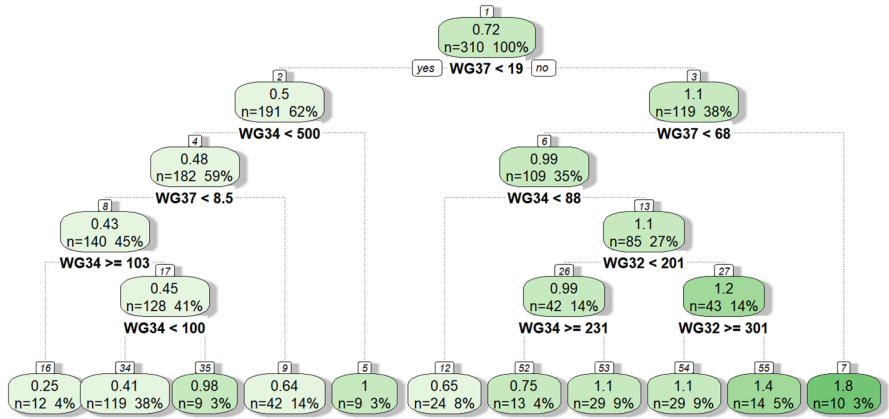 1
0.72
n=310 100%
yes WG37 < 19 no
2
0.5
n=191 62%
WG34 < 500
3
1.1
n=119 38%
WG37 < 68
4
0.48
n=182 59%
WG37 < 8.5
6
0.99
n=109 35%
WG34 < 88
8
0.43
n=140 45%
WG34 >= 103
13
1.1
n=85 27%
WG32 < 201
17
0.45
n=128 41%
WG34 < 100
26
0.99
n=42 14%
WG34 >= 231
27
1.2
n=43 14%
WG32 >= 301
16
0.25
n=12 4%
34
0.41
n=119 38%
35
0.98
n=9 3%
9
0.64
n=42 14%
5
1
n=9 3%
12
0.65
n=24 8%
52
0.75
n=13 4%
53
1.1
n=29 9%
54
1.1
n=29 9%
55
1.4
n=14 5%
7
1.8
n=10 3%